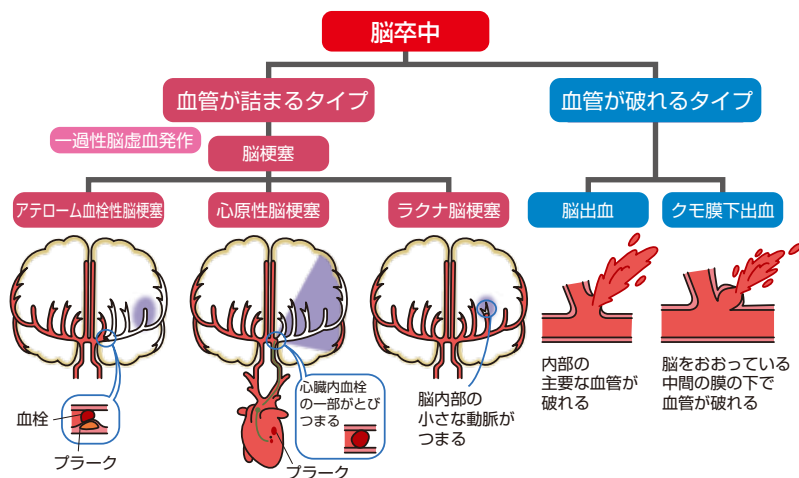 脳卒中
血管が詰まるタイプ
血管が破れるタイプ
一過性脳虚血発作
脳梗塞
アテローム血栓性脳梗塞
心原性脳梗塞
ラクナ脳梗塞
脳出血
クモ膜下出血
血栓
プラーク
心臓内血栓
の一部がとび
つまる
プラーク
脳内部の
小さな動脈が
つまる
内部の
主要な血管が
破れる
脳をおおっている
中間の膜の下で
血管が破れる